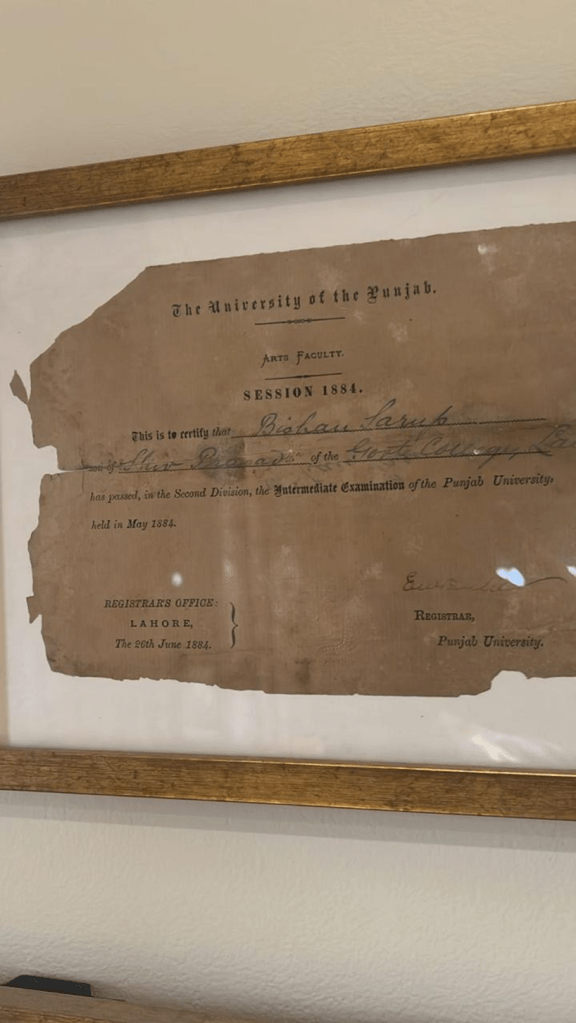 The University of the Punjab.
ARTS FACULTY.
SESSION 1884.
This is to certify that Bishan Sarup
son of Shiv of the Govt. College,
has passed, in the Second Division, the Intermediate Examination of the Punjab University,
held in May 1884.
REGISTRAR'S OFFICE:
LAHORE,
The 26th June 1884.
REGISTRAR,
Punjab University.